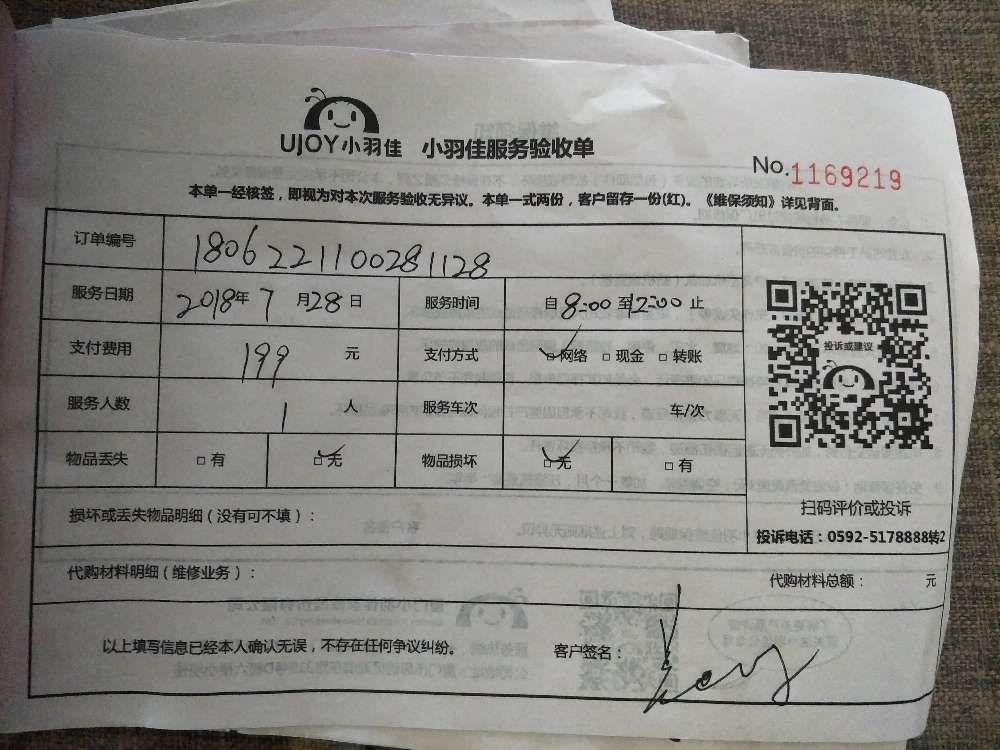 UJOY小羽佳 小羽佳服务验收单
No.1169219
本单一经核签，即视为对本次服务验收无异议。本单一式两份，客户留存一份(红)。《维保须知》详见背面。
订单编号 1806221100281128
服务日期 2018年7月28日 服务时间 自8:00至12:00止
支付费用 199元 支付方式 ☑网络 □现金 □转账
服务人数 1人 服务车次 车/次
物品丢失 □有 ☑无 物品损坏 ☑无 □有
投诉或建议
扫码评价或投诉
投诉电话：0592-5178888转2
损坏或丢失物品明细（没有可不填）：
代购材料明细（维修业务）： 代购材料总额： 元
以上填写信息已经本人确认无误，不存在任何争议纠纷。 客户签名：